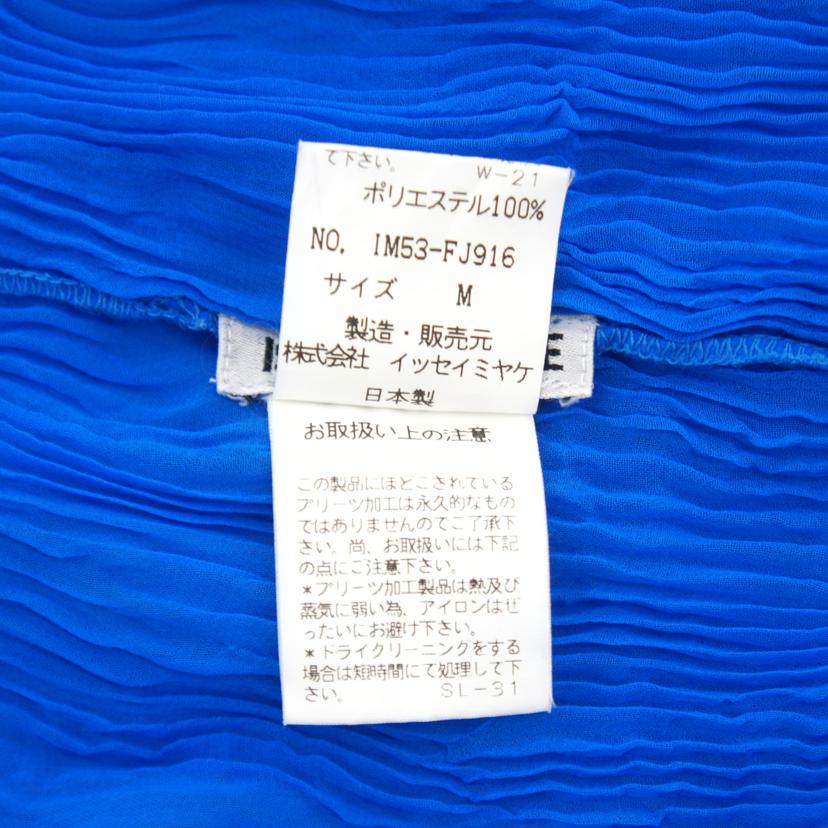 て下さい。
W-21
ポリエステル100%
NO. IM53-FJ916
サイズ M
製造・販売元
株式会社 イッセイミヤケ
日本製
I
E
お取扱い上の注意
この製品にほどこされている
プリーツ加工は永久的なもの
ではありませんのでご了承下
さい。尚、お取扱いには下記
の点にご注意下さい。
*プリーツ加工製品は熱及び
蒸気に弱い為、アイロンはぜ
ったいにお避け下さい。
*ドライクリーニングをする
場合は短時間にて処理して下
さい。 SL-31